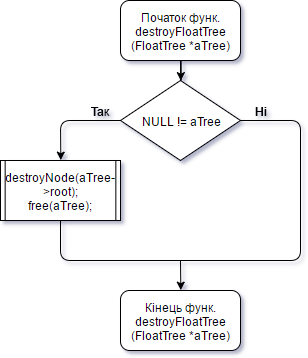 Початок функ.
destroyFloatTree
(FloatTree *aTree)
Так
Ні
NULL != aTree
destroyNode(aTree-
>root);
free(aTree);
Кінець функ.
destroyFloatTree
(FloatTree *aTree)